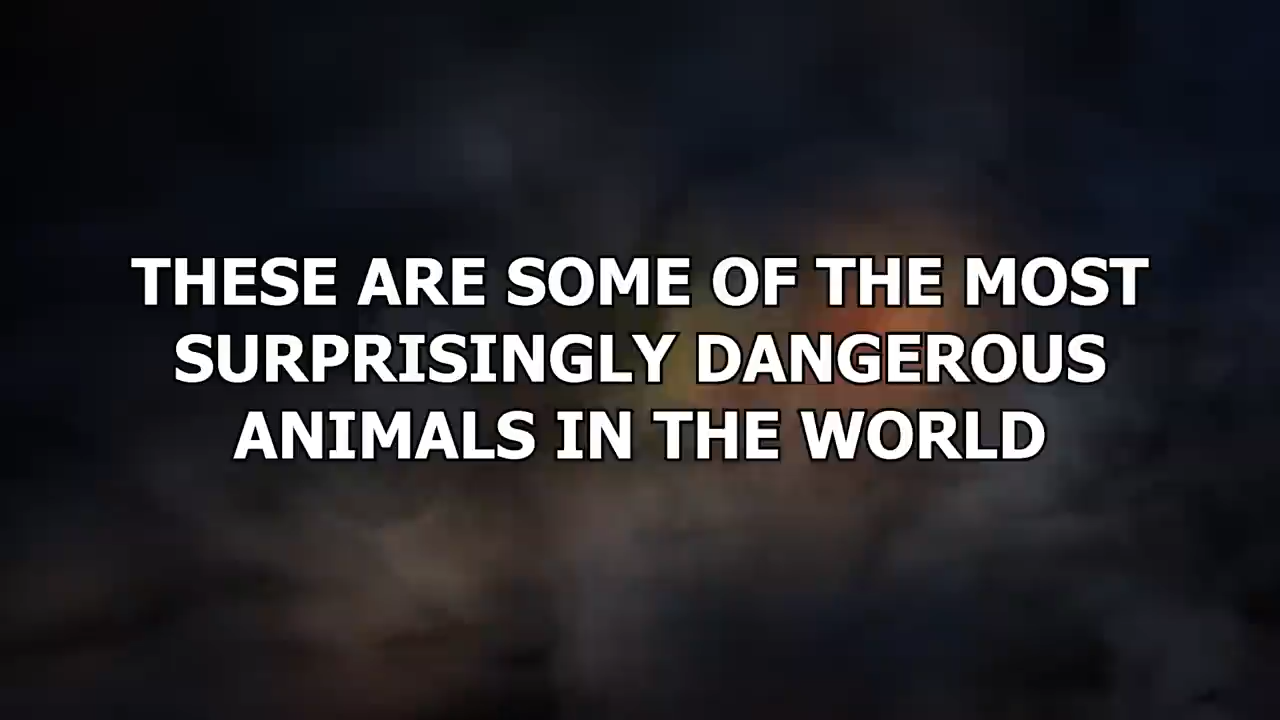 THESE ARE SOME OF THE MOST
SURPRISINGLY DANGEROUS
ANIMALS IN THE WORLD